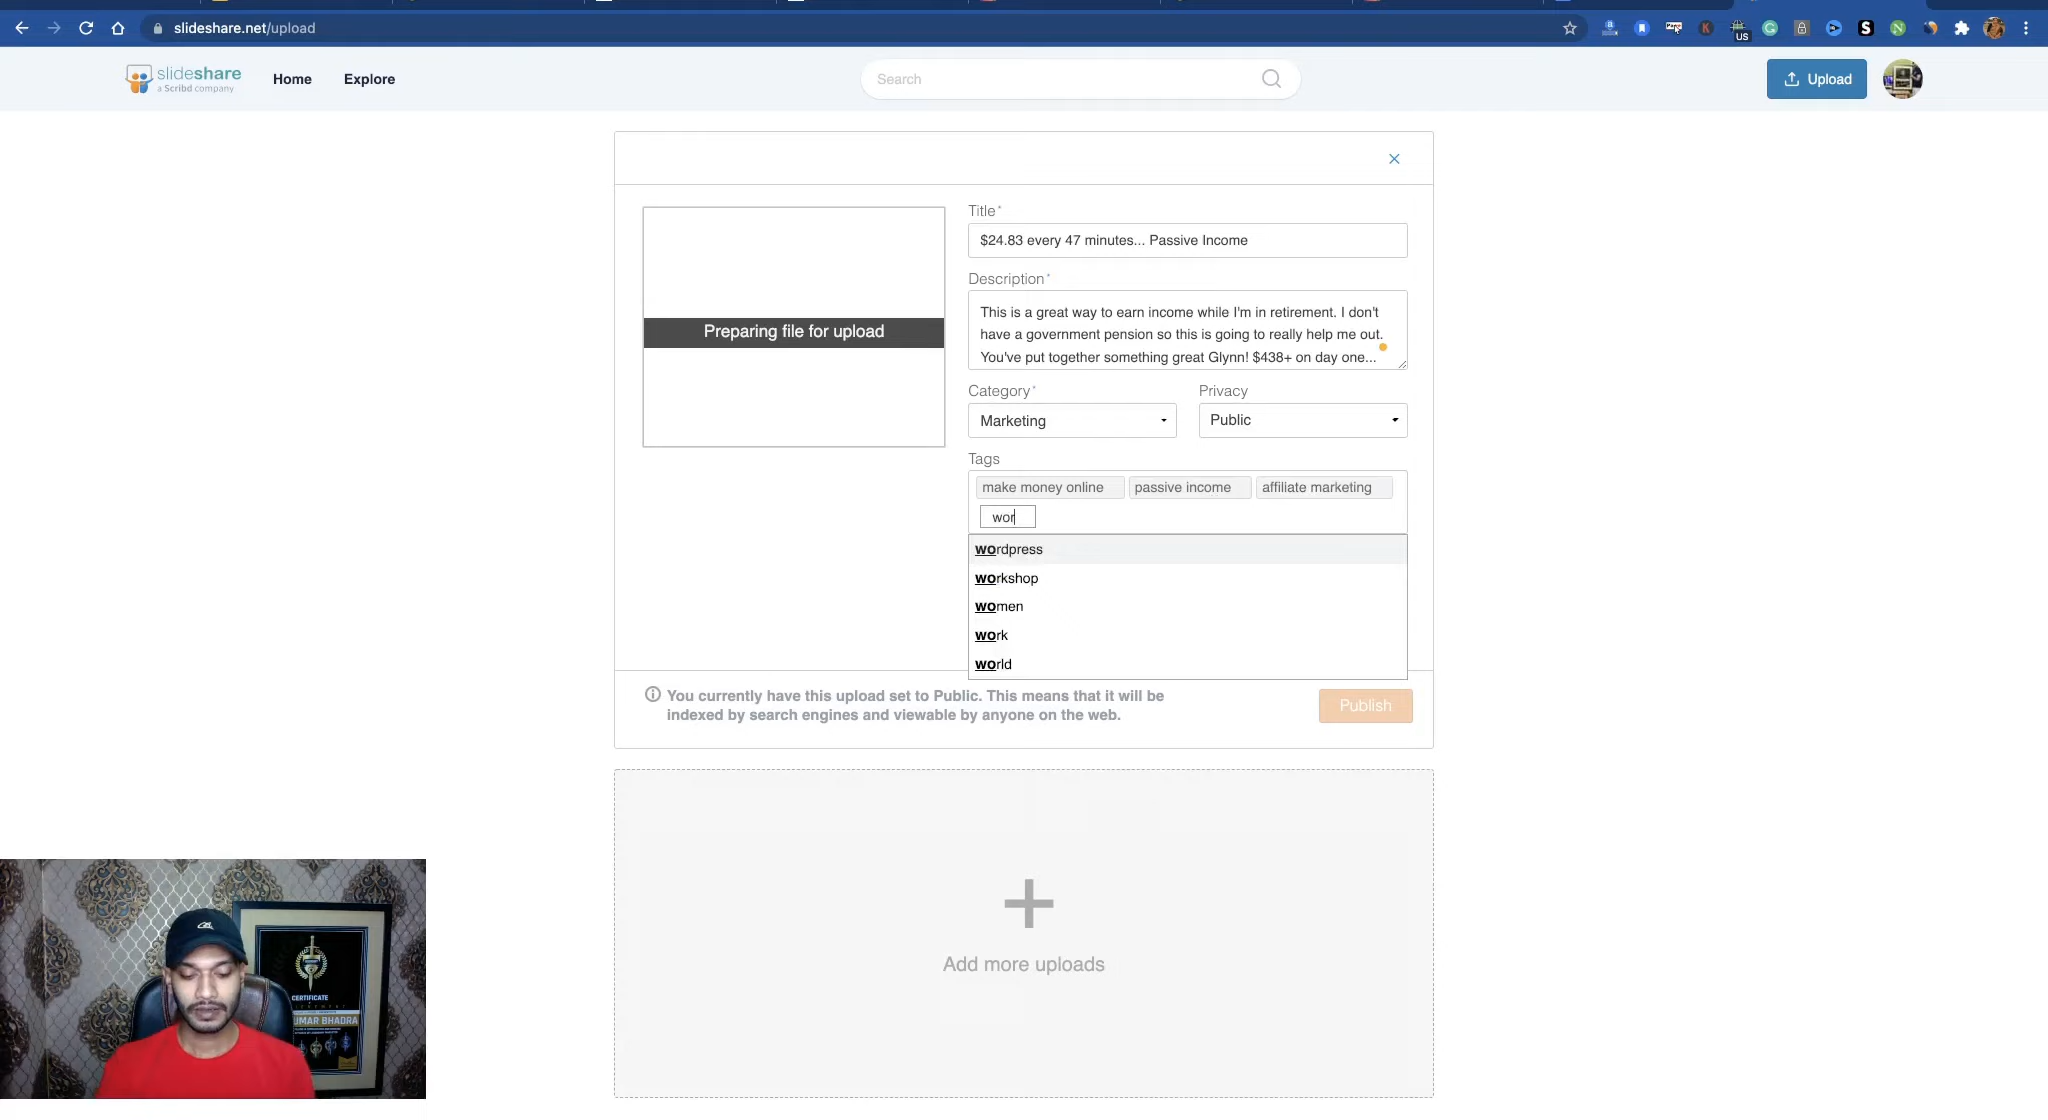 slideshare.net/upload
US
slideshare
a Scribd company
Home
Explore
Search
Upload
Title*
$24.83 every 47 minutes... Passive Income
Description*
This is a great way to earn income while I'm in retirement. I don't
have a government pension so this is going to really help me out.
You've put together something great Glynn! $438+ on day one...
Category*
Privacy
Marketing
Public
Preparing file for upload
Tags
make money online
passive income
affiliate marketing
wor
wordpress
workshop
women
work
world
You currently have this upload set to Public. This means that it will be
indexed by search engines and viewable by anyone on the web.
Publish
Add more uploads
CERTIFICATE
UMAR BHADRA